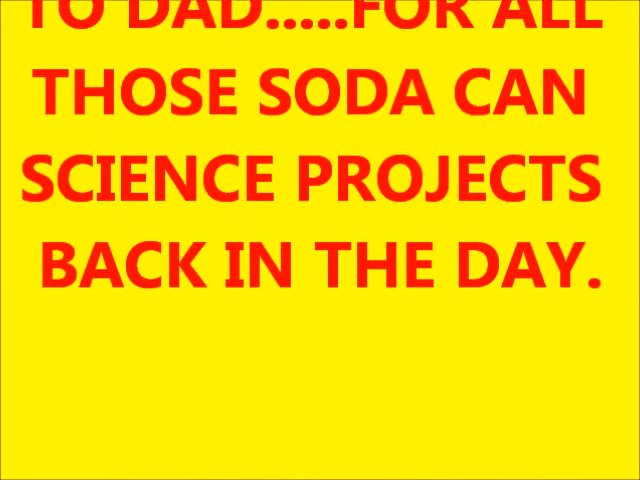 TO DAD.....FOR ALL
THOSE SODA CAN
SCIENCE PROJECTS
BACK IN THE DAY.